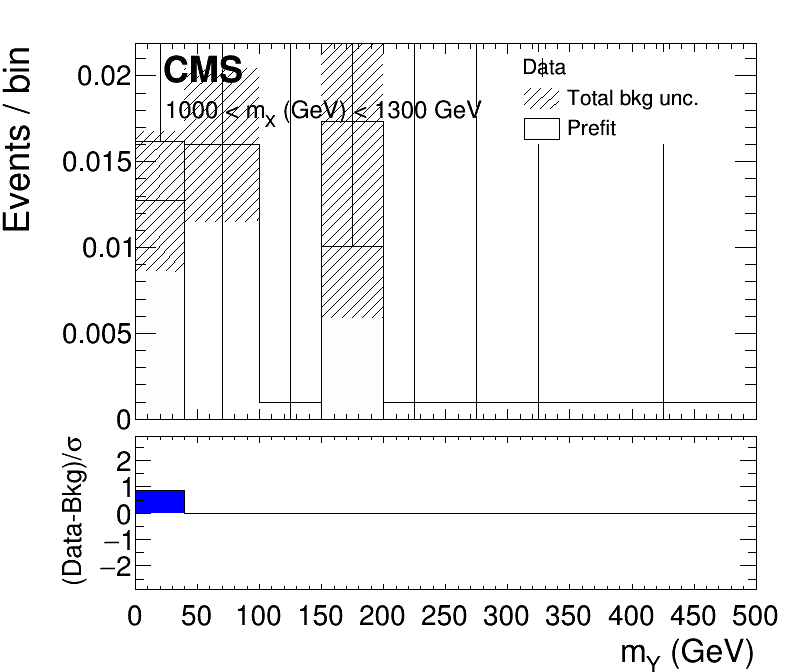 CMS
1000 < mX (GeV) < 1300 GeV
Data
Total bkg unc.
Prefit
Events / bin
0.02
0.015
0.01
0.005
0
(Data-Bkg)/σ
2
1
0
−1
−2
0 50 100 150 200 250 300 350 400 450 500
mY (GeV)